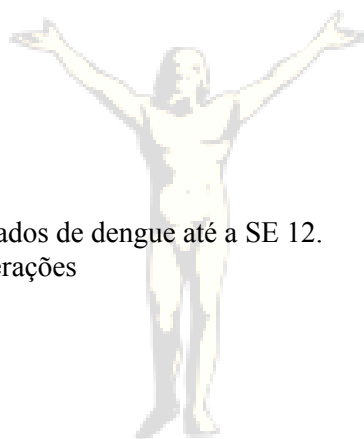 ados de dengue até a SE 12.
erações